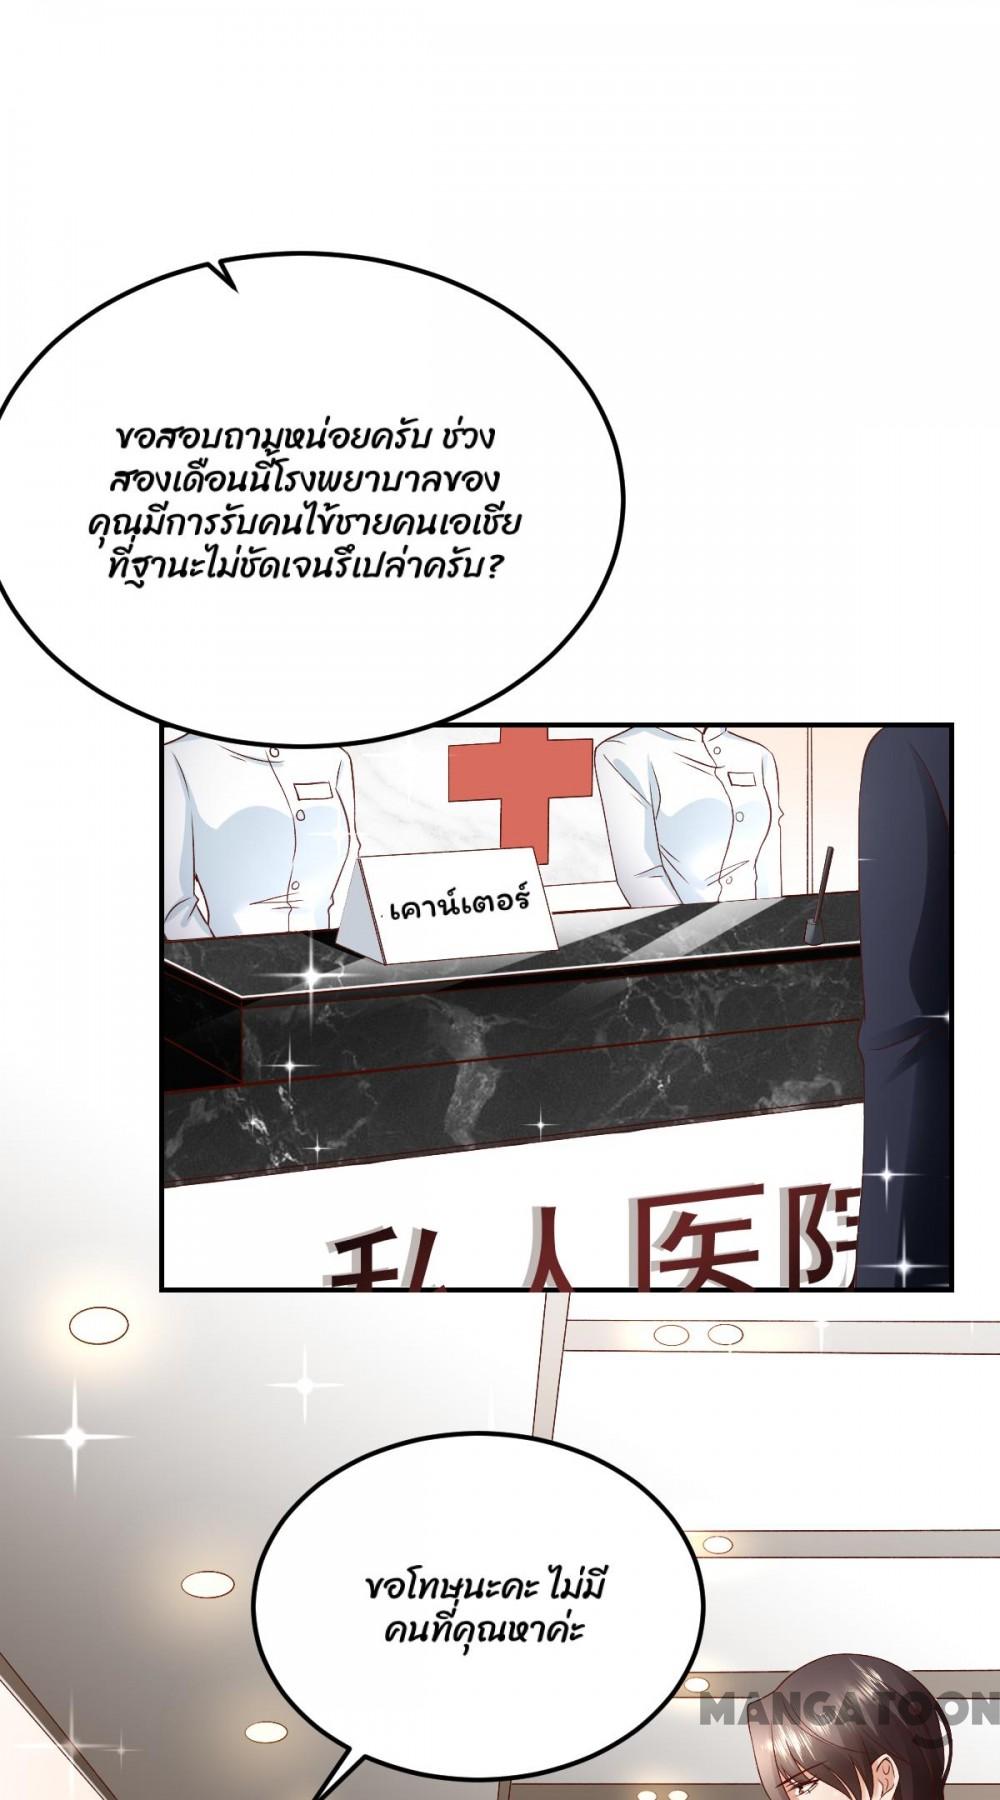 ขอสอบถามหน่อยครับ ช่วง
สองเดือนนี้โรงพยาบาลของ
คุณมีการรับคนไข้ชายคนเอเชีย
ที่ฐานะไม่ชัดเจนรึเปล่าครับ?
เคาน์เตอร์
私人医院
ขอโทษนะคะ ไม่มี
คนที่คุณหาค่ะ
MANGATOON